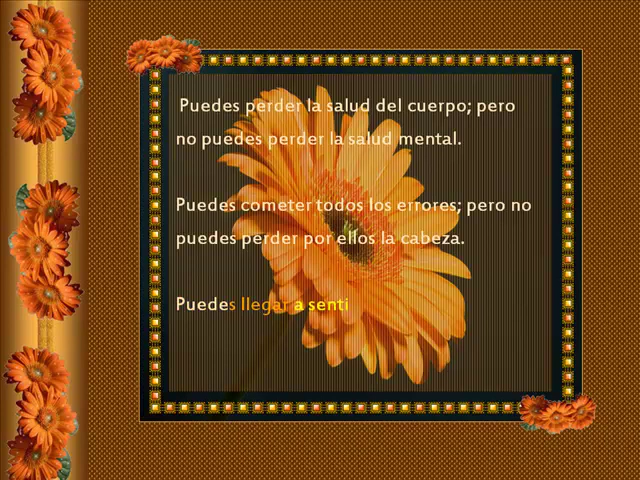 Puedes perder la salud del cuerpo; pero
no puedes perder la salud mental.
Puedes cometer todos los errores; pero no
puedes perder por ellos la cabeza.
Puedes llegar a senti